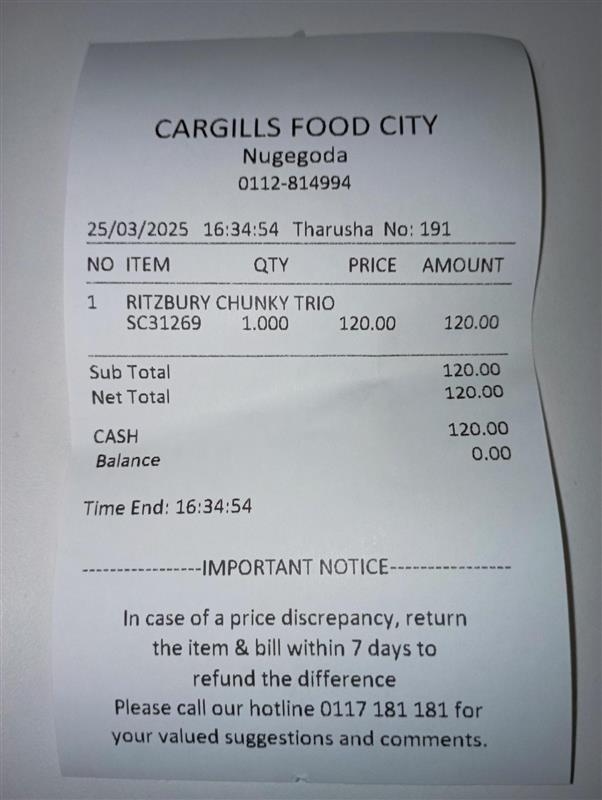 CARGILLS FOOD CITY
Nugegoda
0112-814994
25/03/2025 16:34:54 Tharusha No: 191
NO ITEM QTY PRICE AMOUNT
1 RITZBURY CHUNKY TRIO
SC31269 1.000 120.00 120.00
Sub Total 120.00
Net Total 120.00
CASH 120.00
Balance 0.00
Time End: 16:34:54
-----------------IMPORTANT NOTICE-----------------
In case of a price discrepancy, return
the item & bill within 7 days to
refund the difference
Please call our hotline 0117 181 181 for
your valued suggestions and comments.